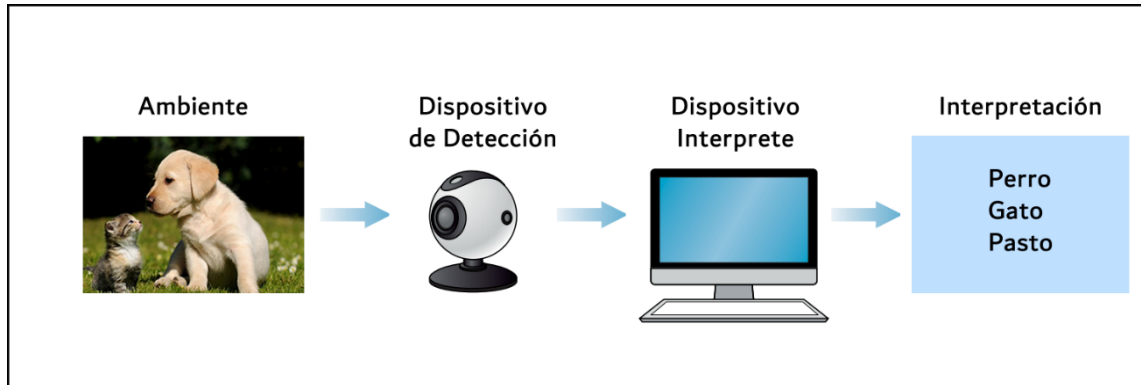 Ambiente
Dispositivo
de Detección
Dispositivo
Interprete
Interpretación
Perro
Gato
Pasto